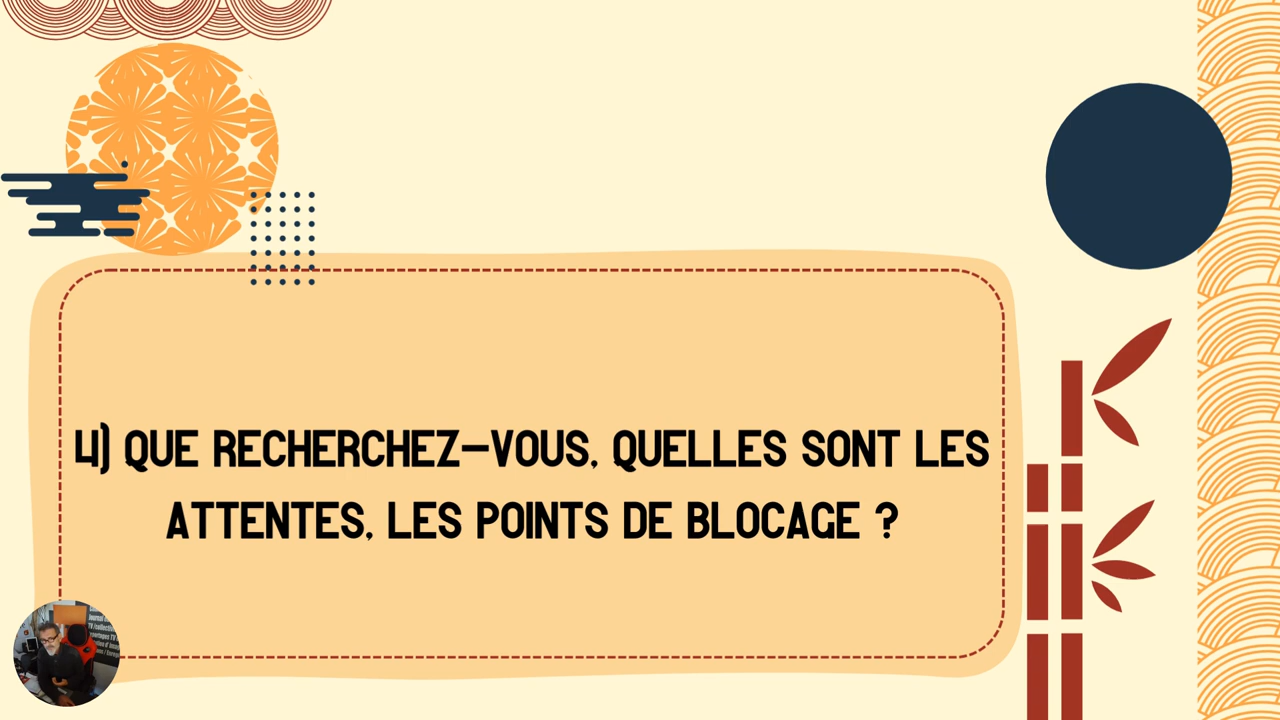 4) QUE RECHERCHEZ-VOUS, QUELLES SONT LES
ATTENTES, LES POINTS DE BLOCAGE ?